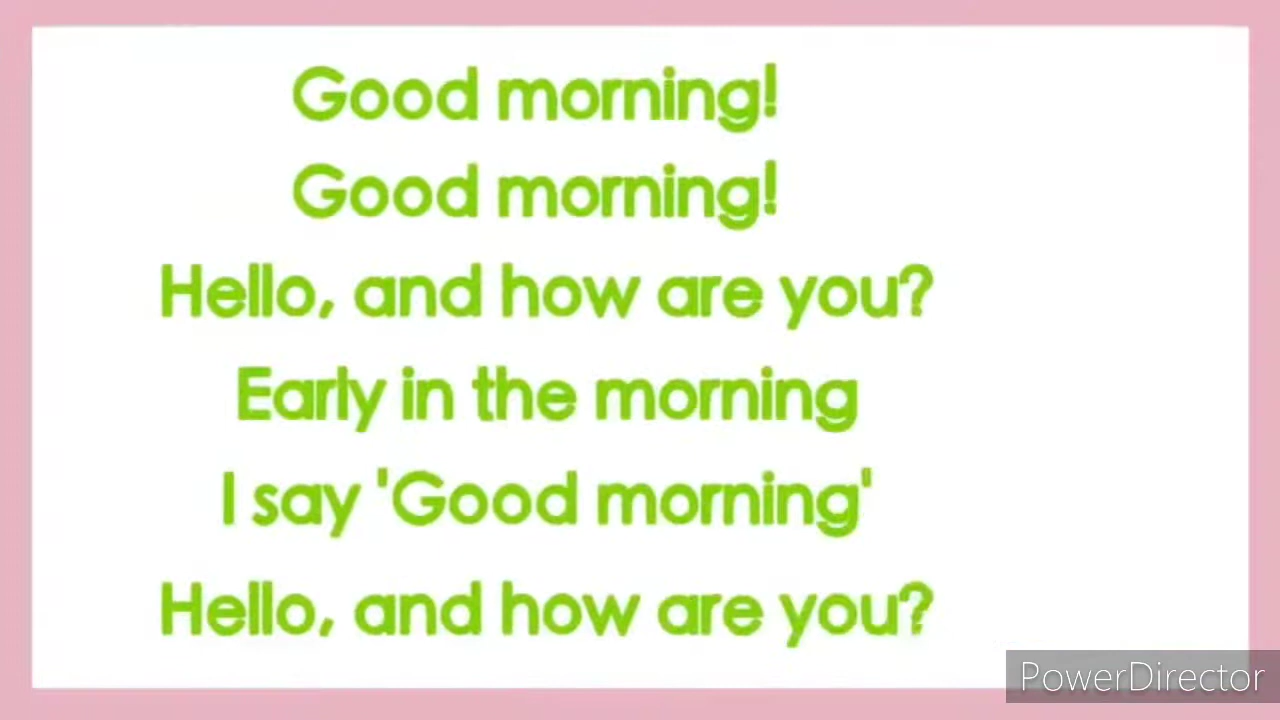 Good morning!
Good morning!
Hello, and how are you?
Early in the morning
I say 'Good morning'
Hello, and how are you?
PowerDirector